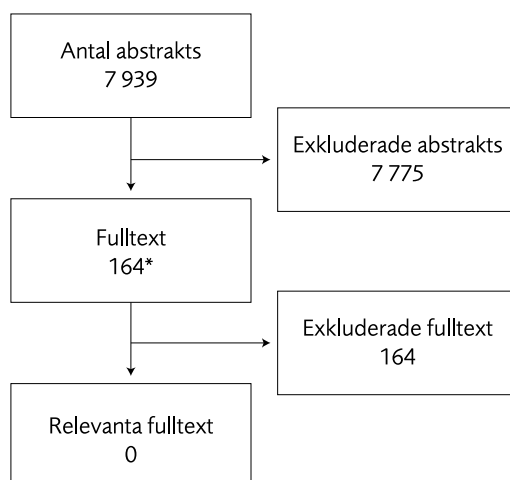 Antal abstrakts
7 939
Exkluderade abstrakts
7 775
Fulltext
164*
Exkluderade fulltext
164
Relevanta fulltext
0